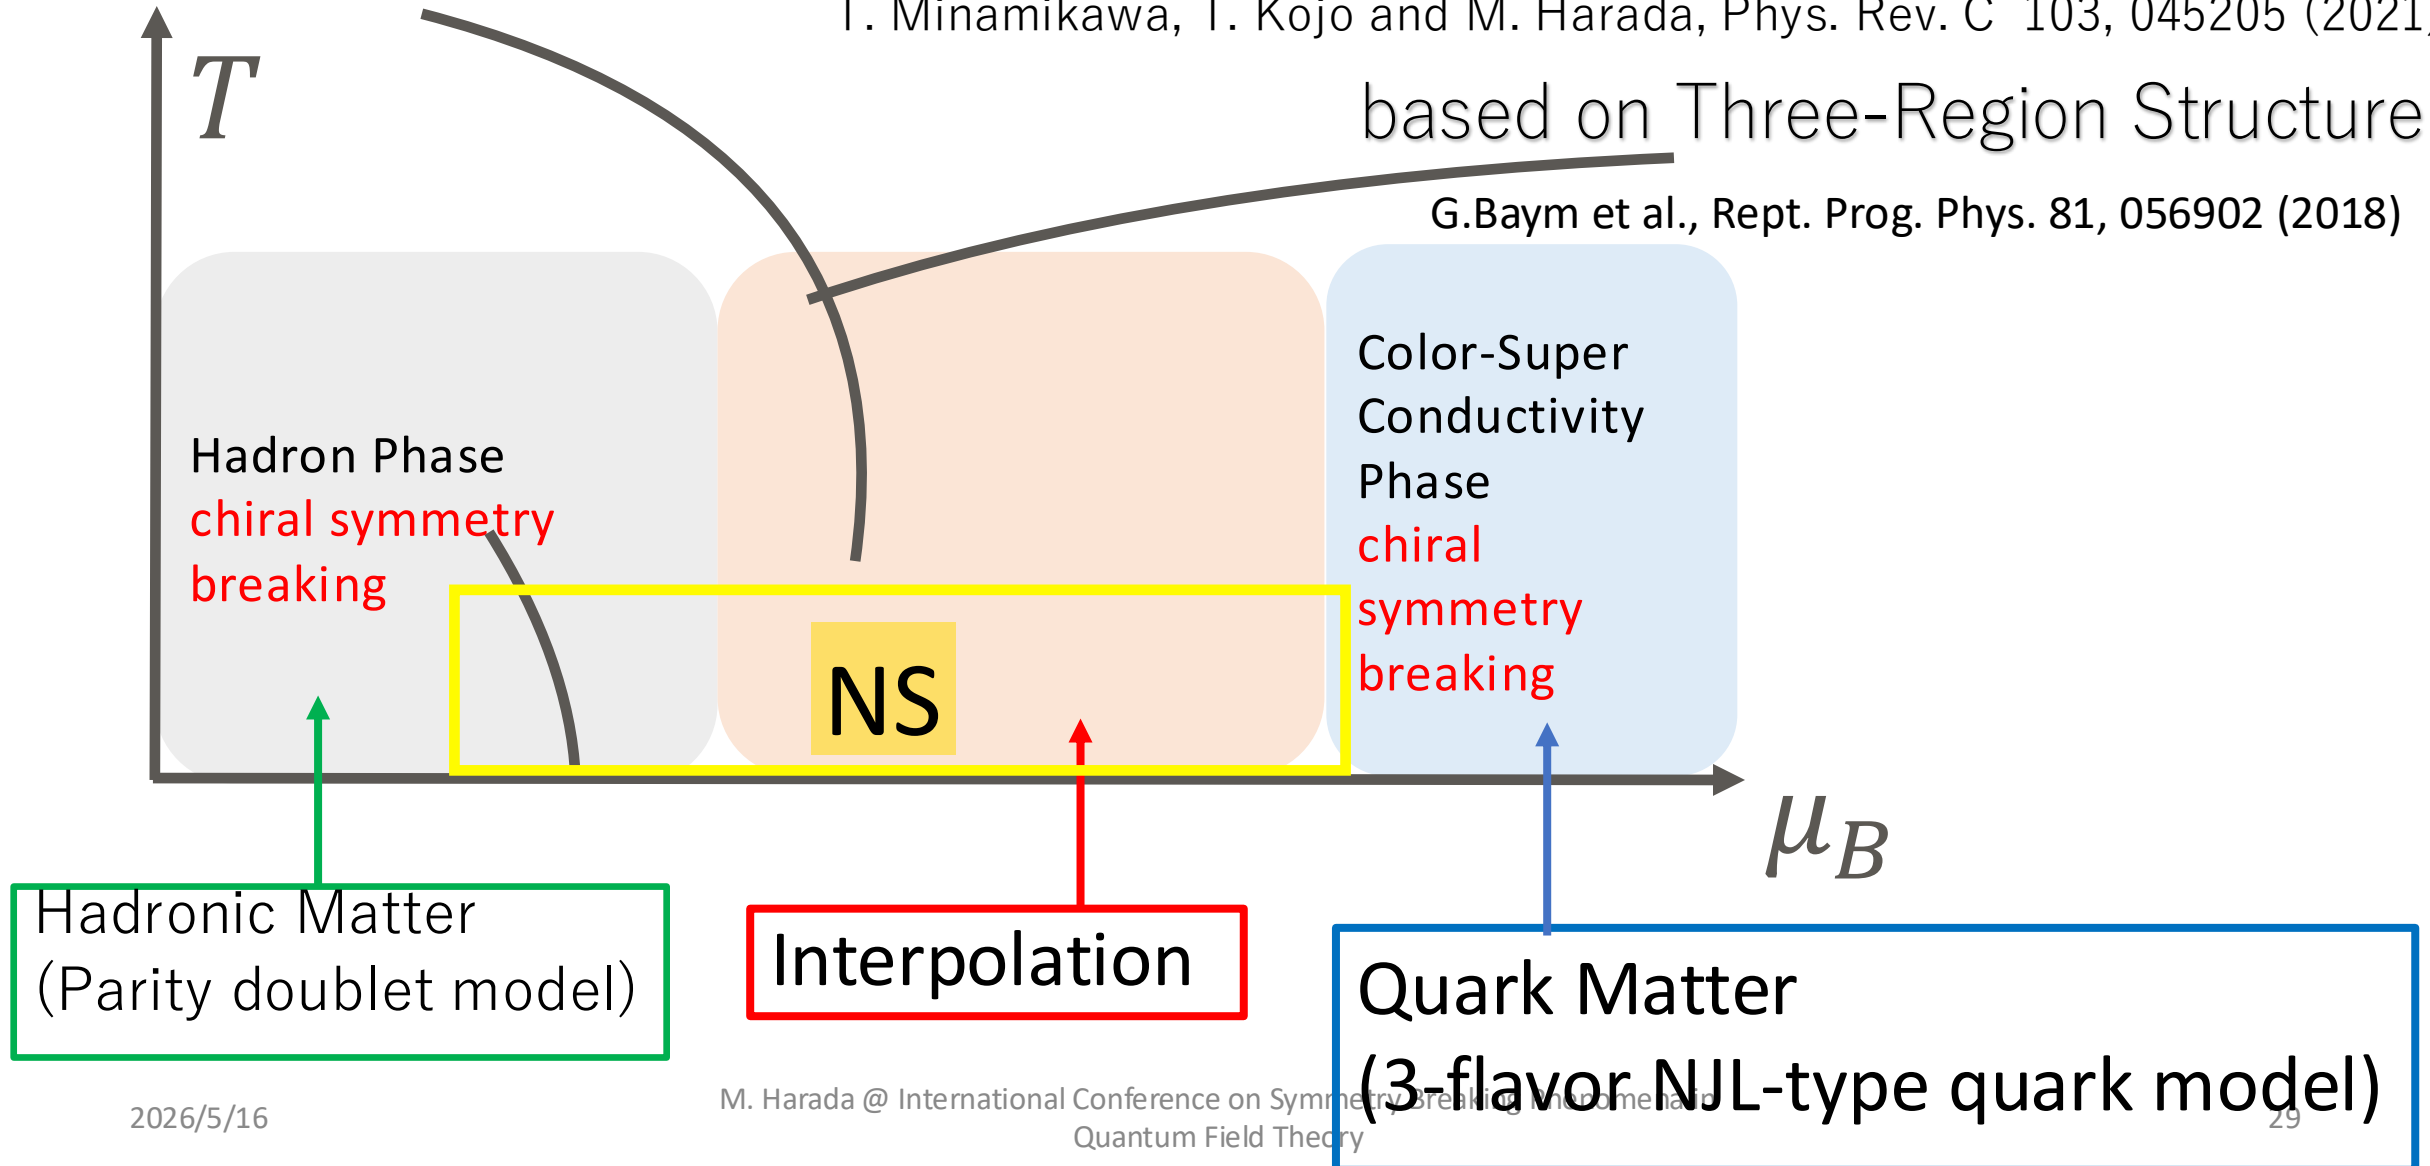 T. Minamikawa, T. Kojo and M. Harada, Phys. Rev. C 103, 045205 (2021)
T
based on Three-Region Structure
G.Baym et al., Rept. Prog. Phys. 81, 056902 (2018)
Hadron Phase
chiral symmetry
breaking
Color-Super
Conductivity
Phase
chiral
symmetry
breaking
NS
μ_B
Hadronic Matter
(Parity doublet model)
Interpolation
Quark Matter
(3-flavor NJL-type quark model)
2026/5/16
M. Harada @ International Conference on Symmetry Breaking Phenomena in
Quantum Field Theory
29